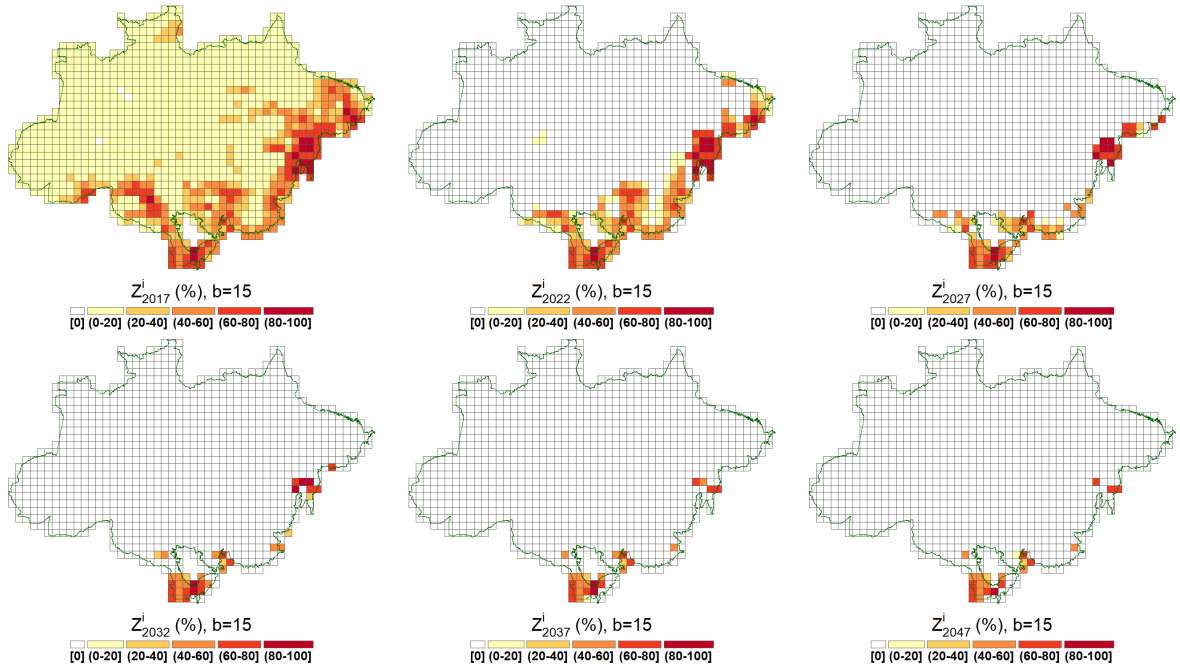 Z^i_2017 (%), b=15
[0] (0-20] (20-40] (40-60] (60-80] (80-100]
Z^i_2022 (%), b=15
[0] (0-20] (20-40] (40-60] (60-80] (80-100]
Z^i_2027 (%), b=15
[0] (0-20] (20-40] (40-60] (60-80] (80-100]
Z^i_2032 (%), b=15
[0] (0-20] (20-40] (40-60] (60-80] (80-100]
Z^i_2037 (%), b=15
[0] (0-20] (20-40] (40-60] (60-80] (80-100]
Z^i_2047 (%), b=15
[0] (0-20] (20-40] (40-60] (60-80] (80-100]